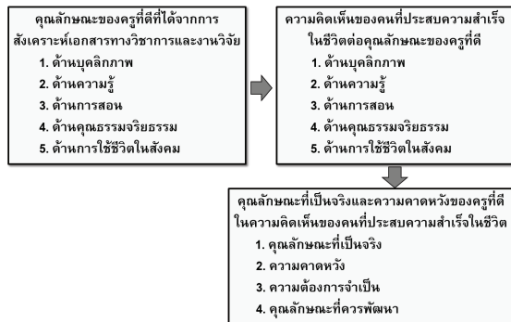 คุณลักษณะของครูที่ดีที่ได้จากการ
สังเคราะห์เอกสารทางวิชาการและงานวิจัย
1. ด้านบุคลิกภาพ
2. ด้านความรู้
3. ด้านการสอน
4. ด้านคุณธรรมจริยธรรม
5. ด้านการใช้ชีวิตในสังคม
ความคิดเห็นของคนที่ประสบความสำเร็จ
ในชีวิตต่อคุณลักษณะของครูที่ดี
1. ด้านบุคลิกภาพ
2. ด้านความรู้
3. ด้านการสอน
4. ด้านคุณธรรมจริยธรรม
5. ด้านการใช้ชีวิตในสังคม
คุณลักษณะที่เป็นจริงและความคาดหวังของครูที่ดี
ในความคิดเห็นของคนที่ประสบความสำเร็จในชีวิต
1. คุณลักษณะที่เป็นจริง
2. ความคาดหวัง
3. ความต้องการจำเป็น
4. คุณลักษณะที่ควรพัฒนา